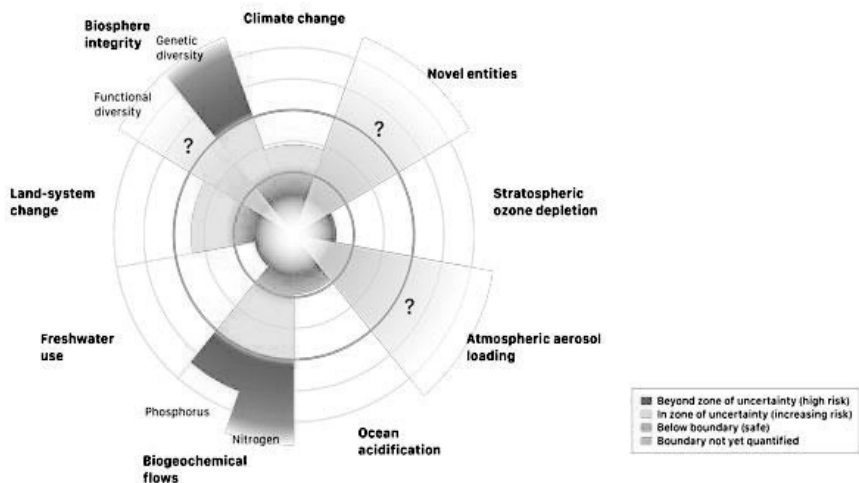 Climate change
Biosphere
integrity
Genetic
diversity
Novel entities
Functional
diversity
?
?
Land-system
change
Stratospheric
ozone depletion
?
Freshwater
use
Atmospheric aerosol
loading
Phosphorus
Nitrogen
Biogeochemical
flows
Ocean
acidification
Beyond zone of uncertainty (high risk)
In zone of uncertainty (increasing risk)
Below boundary (safe)
Boundary not yet quantified